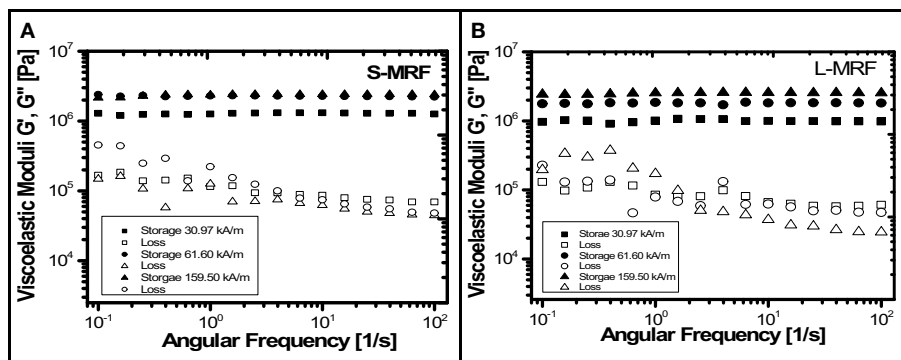 A
Viscoelastic Moduli G', G'' [Pa]
10^7
10^6
10^5
10^4
S-MRF
Storage 30.97 kA/m
Loss
Storage 61.60 kA/m
Loss
Storgae 159.50 kA/m
Loss
10^-1 10^0 10^1 10^2
Angular Frequency [1/s]
B
Viscoelastic Moduli G', G'' [Pa]
10^7
10^6
10^5
10^4
L-MRF
Storae 30.97 kA/m
Loss
Storage 61.60 kA/m
Loss
Storgae 159.50 kA/m
Loss
10^-1 10^0 10^1 10^2
Angular Frequency [1/s]